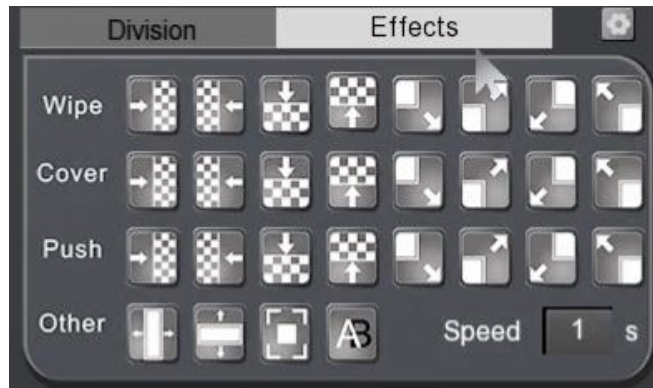 Division Effects
Wipe
Cover
Push
Other AB Speed 1 s